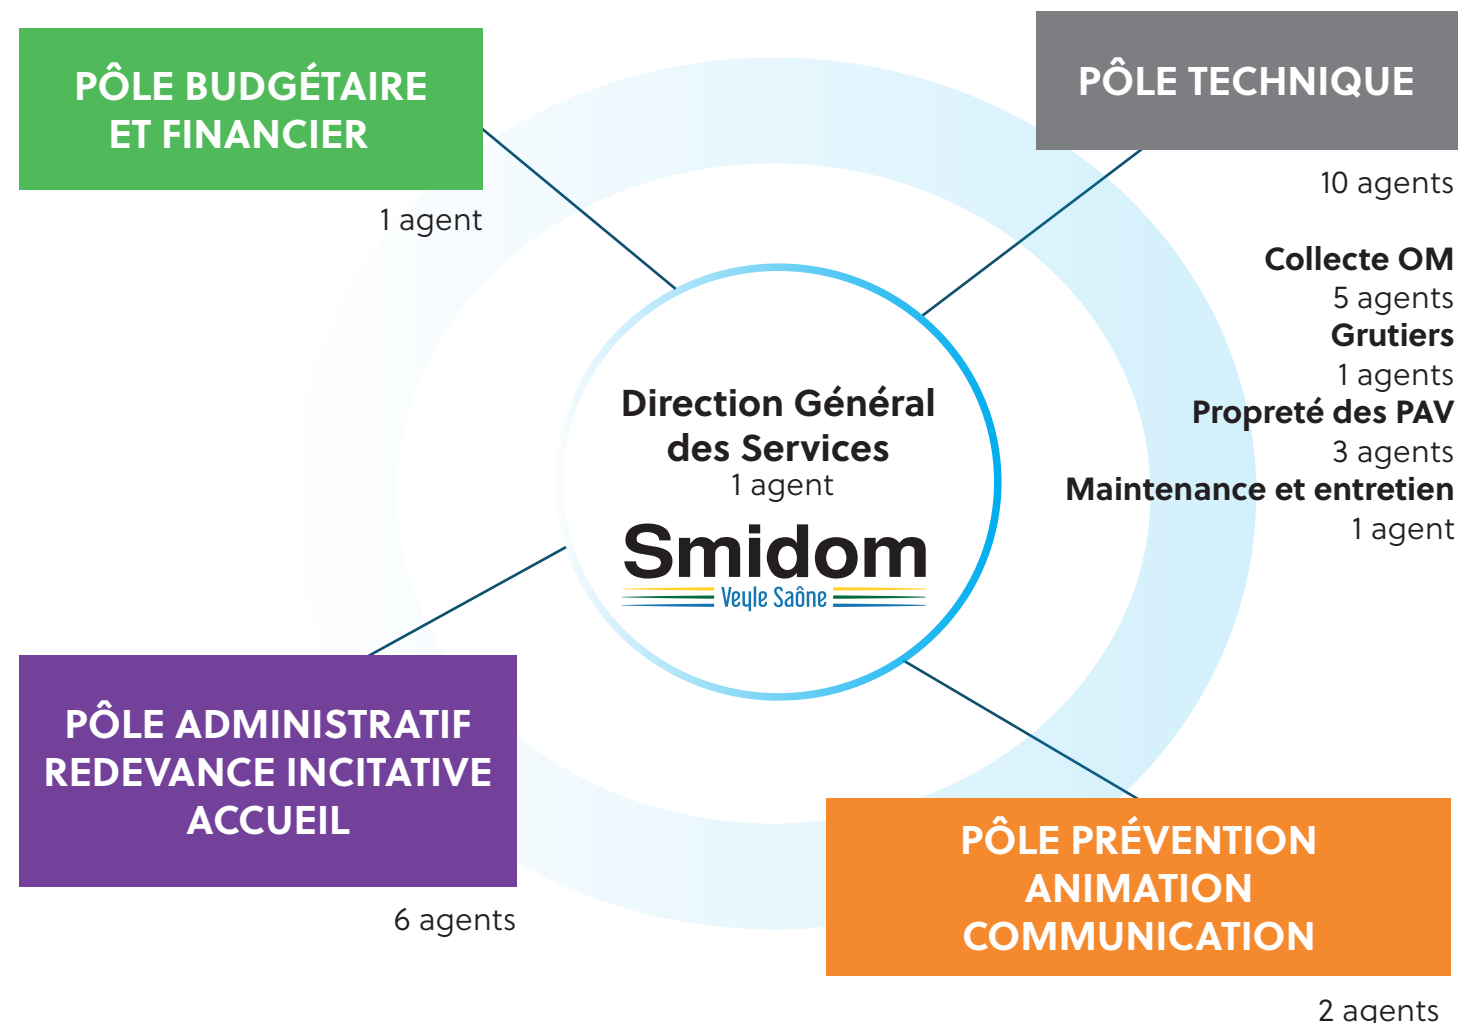 PÔLE BUDGÉTAIRE
ET FINANCIER
1 agent
PÔLE TECHNIQUE
10 agents
Collecte OM
5 agents
Grutiers
1 agents
Propreté des PAV
3 agents
Maintenance et entretien
1 agent
Direction Général
des Services
1 agent
Smidom
Veyle Saône
PÔLE ADMINISTRATIF
REDEVANCE INCITATIVE
ACCUEIL
6 agents
PÔLE PRÉVENTION
ANIMATION
COMMUNICATION
2 agents